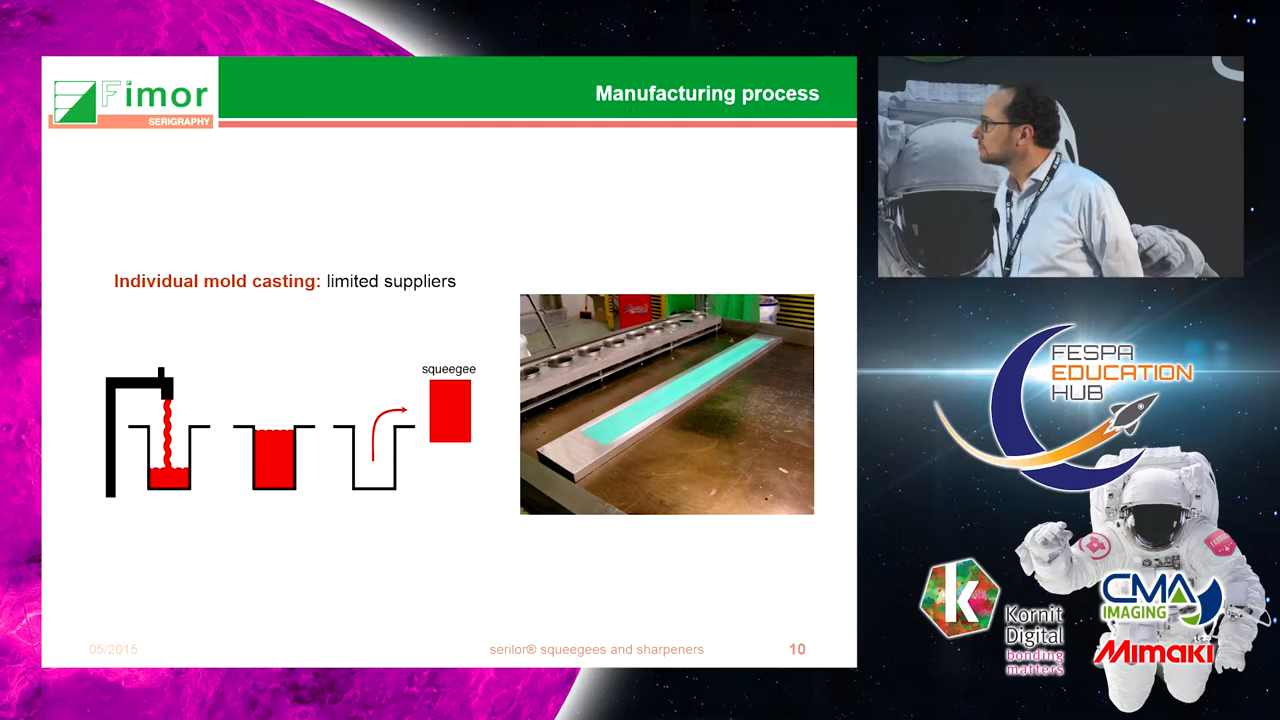 Fimor
SERIGRAPHY
Manufacturing process
Individual mold casting: limited suppliers
squeegee
05/2015
serilor® squeegees and sharpeners
10
FESPA
EDUCATION
HUB
k
Kornit
Digital
bonding
matters
CMA
IMAGING
Mimaki